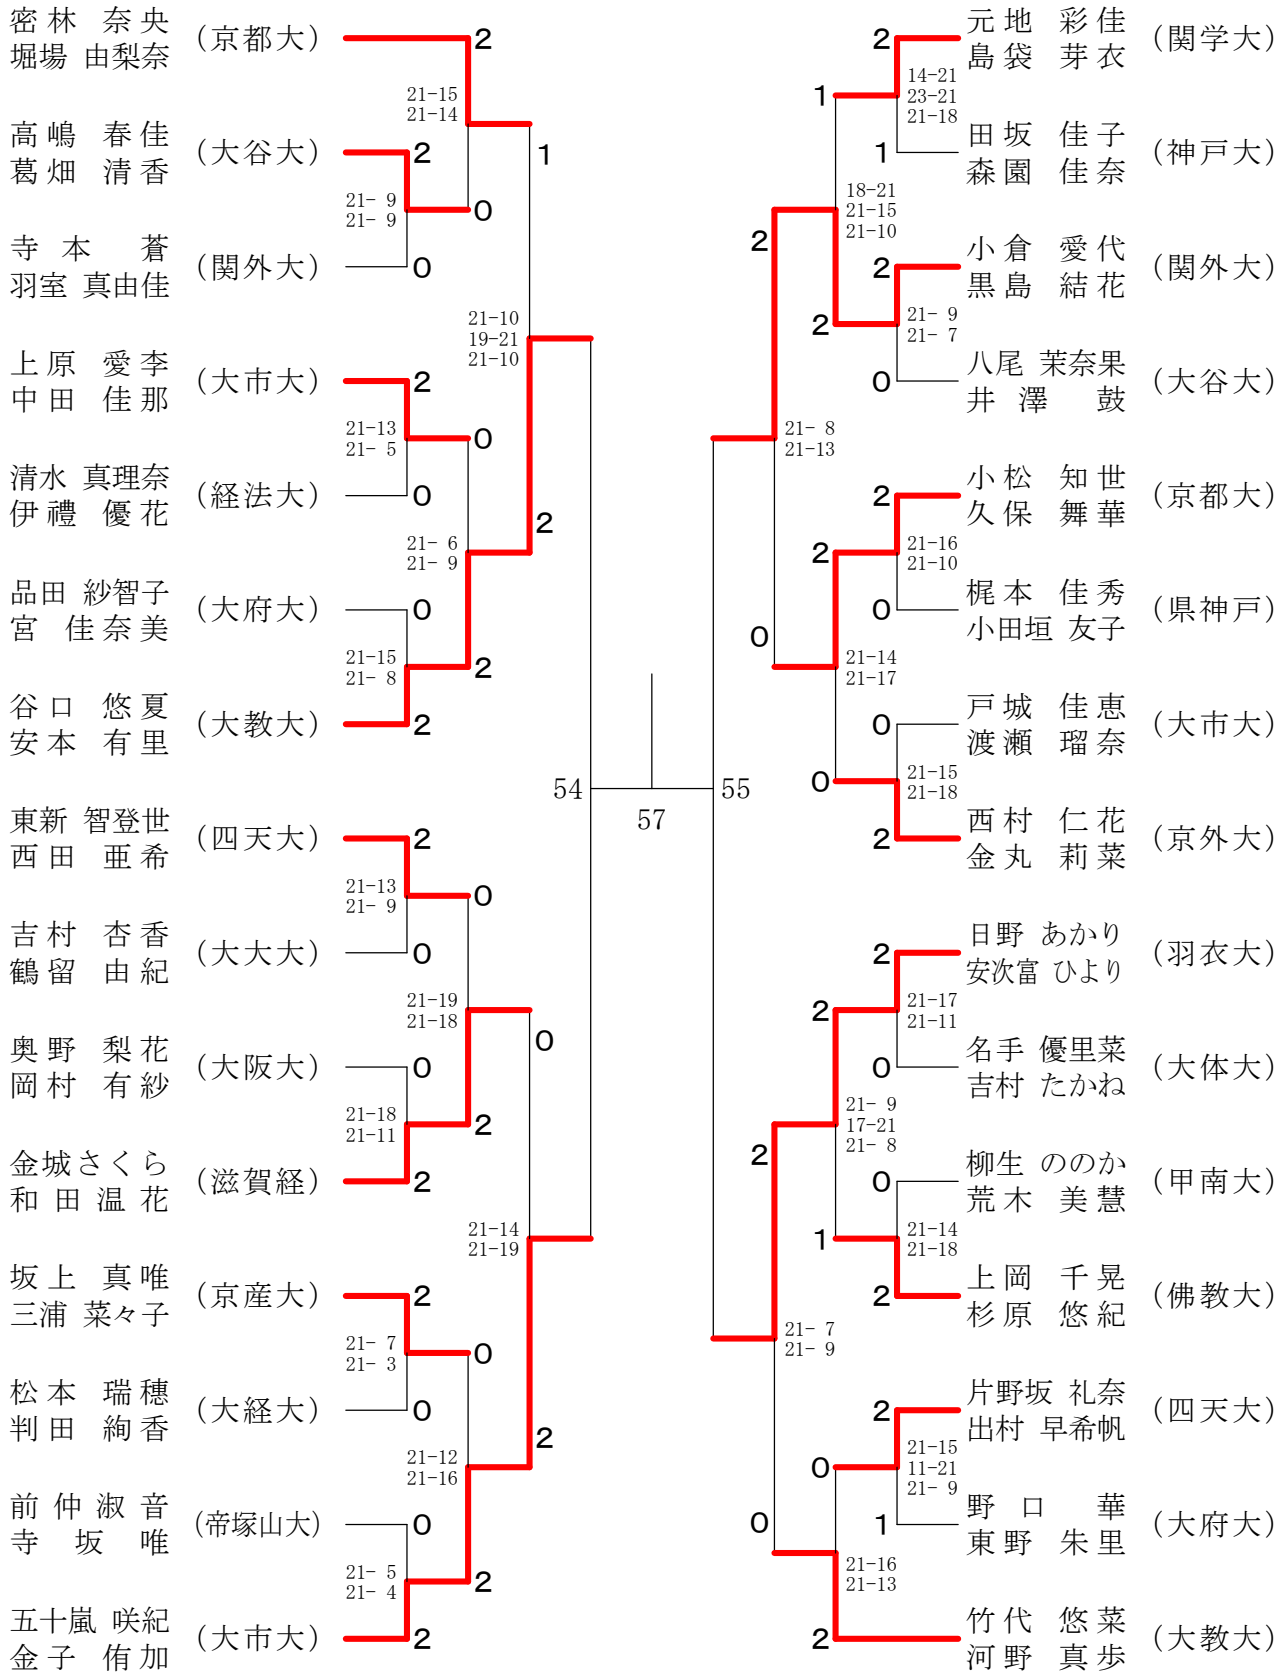 密林 奈央
堀場 由梨奈
(京都大)
2
21-15
21-14
高嶋 春佳
葛畑 清香
(大谷大)
2
1
21- 9
21- 9
0
寺本 蒼
羽室 真由佳
(関外大)
0
21-10
19-21
21-10
上原 愛李
中田 佳那
(大市大)
2
21-13
21- 5
0
清水 真理奈
伊禮 優花
(経法大)
0
2
21- 6
21- 9
品田 紗智子
宮 佳奈美
(大府大)
0
21-15
21- 8
2
谷口 悠夏
安本 有里
(大教大)
2
54
東新 智登世
西田 亜希
(四天大)
2
21-13
21- 9
0
吉村 杏香
鶴留 由紀
(大大大)
0
21-19
21-18
0
奥野 梨花
岡村 有紗
(大阪大)
0
21-18
21-11
2
金城さくら
和田温花
(滋賀経)
2
21-14
21-19
坂上 真唯
三浦 菜々子
(京産大)
2
21- 7
21- 3
0
松本 瑞穂
判田 絢香
(大経大)
0
2
21-12
21-16
前仲淑音
寺坂 唯
(帝塚山大)
0
21- 5
21- 4
2
五十嵐 咲紀
金子 侑加
(大市大)
2
57
元地 彩佳
島袋 芽衣
(関学大)
2
1
14-21
23-21
21-18
田坂 佳子
森園 佳奈
(神戸大)
1
18-21
21-15
21-10
2
小倉 愛代
黒島 結花
(関外大)
2
2
21- 9
21- 7
八尾 茉奈果
井澤 鼓
(大谷大)
0
21- 8
21-13
小松 知世
久保 舞華
(京都大)
2
2
21-16
21-10
梶本 佳秀
小田垣 友子
(県神戸)
0
0
21-14
21-17
戸城 佳恵
渡瀬 瑠奈
(大市大)
0
0
21-15
21-18
55
西村 仁花
金丸 莉菜
(京外大)
2
日野 あかり
安次富 ひより
(羽衣大)
2
2
21-17
21-11
名手 優里菜
吉村 たかね
(大体大)
0
21- 9
17-21
21- 8
2
柳生 ののか
荒木 美慧
(甲南大)
0
1
21-14
21-18
上岡 千晃
杉原 悠紀
(佛教大)
2
21- 7
21- 9
片野坂 礼奈
出村 早希帆
(四天大)
2
0
21-15
11-21
21- 9
野口 華
東野 朱里
(大府大)
1
0
21-16
21-13
竹代 悠菜
河野 真歩
(大教大)
2